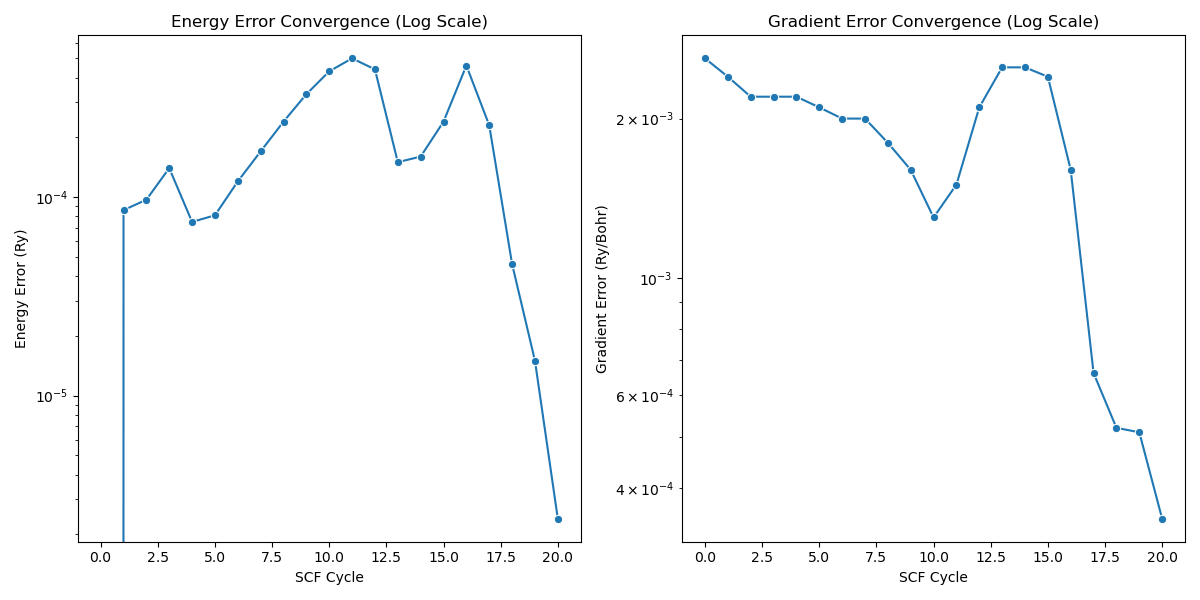 Energy Error Convergence (Log Scale)
Energy Error (Ry)
10⁻⁴
10⁻⁵
0.0 2.5 5.0 7.5 10.0 12.5 15.0 17.5 20.0
SCF Cycle
Gradient Error Convergence (Log Scale)
Gradient Error (Ry/Bohr)
2 × 10⁻³
10⁻³
6 × 10⁻⁴
4 × 10⁻⁴
0.0 2.5 5.0 7.5 10.0 12.5 15.0 17.5 20.0
SCF Cycle